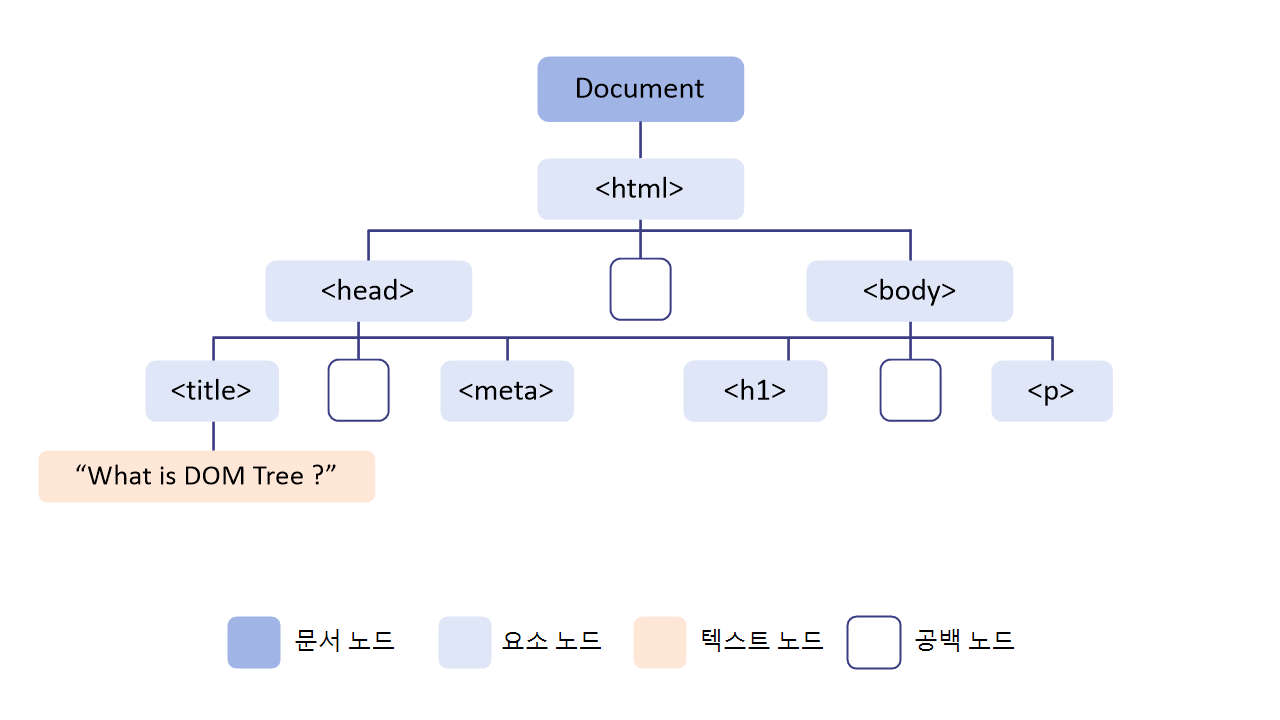 Document
<html>
<head>
<body>
<title>
<meta>
<h1>
<p>
“What is DOM Tree ?”
문서 노드
요소 노드
텍스트 노드
공백 노드